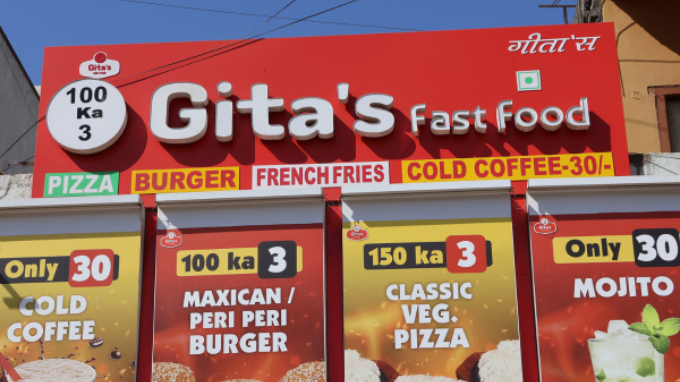 गीता'स
Gita's
100
Ka
3
Gita's Fast Food
PIZZA BURGER FRENCH FRIES COLD COFFEE-30/-
Only 30
COLD
COFFEE
100 ka 3
MAXICAN /
PERI PERI
BURGER
150 ka 3
CLASSIC
VEG.
PIZZA
Only 30
MOJITO